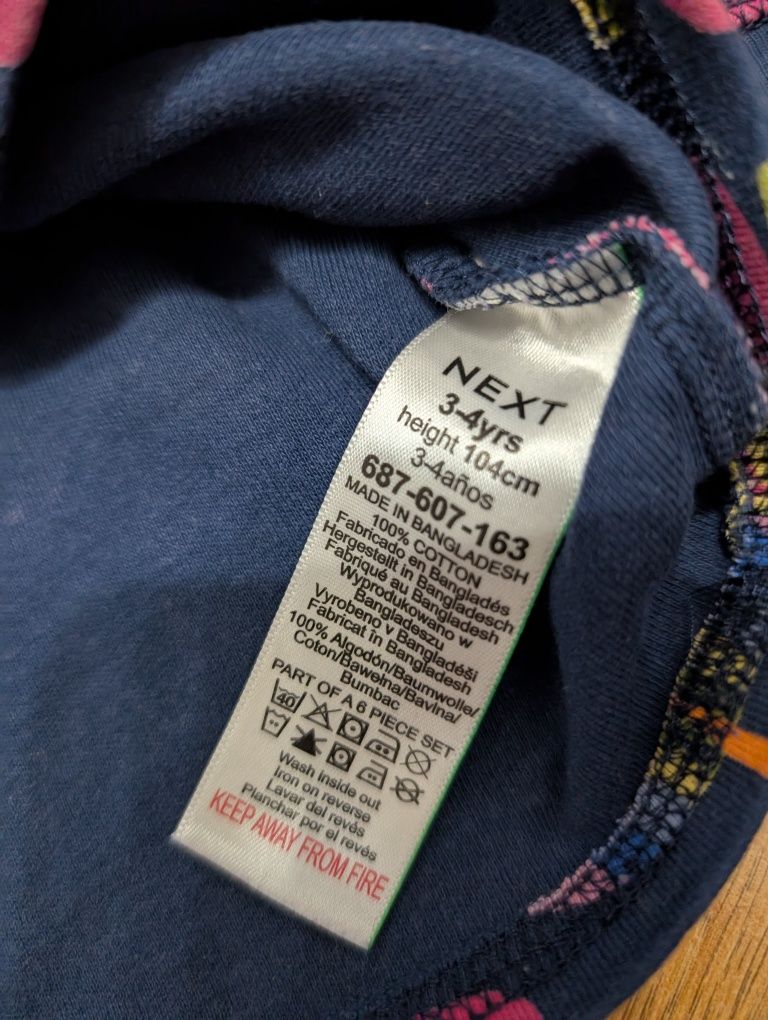 NEXT
3-4yrs
height 104cm
3-4años
687-607-163
MADE IN BANGLADESH
100% COTTON
Fabricado en Bangladés
Hergestellt in Bangladesch
Fabriqué au Bangladesh
Wyprodukowano w
Bangladeszu
Vyrobeno v Bangladéši
Fabricat în Bangladesh
100% Algodón/Baumwolle/
Coton/Bawełna/Bavlna/
Bumbac
PART OF A 6 PIECE SET
40
Wash inside out
Iron on reverse
Lavar del revés
Planchar por el revés
KEEP AWAY FROM FIRE